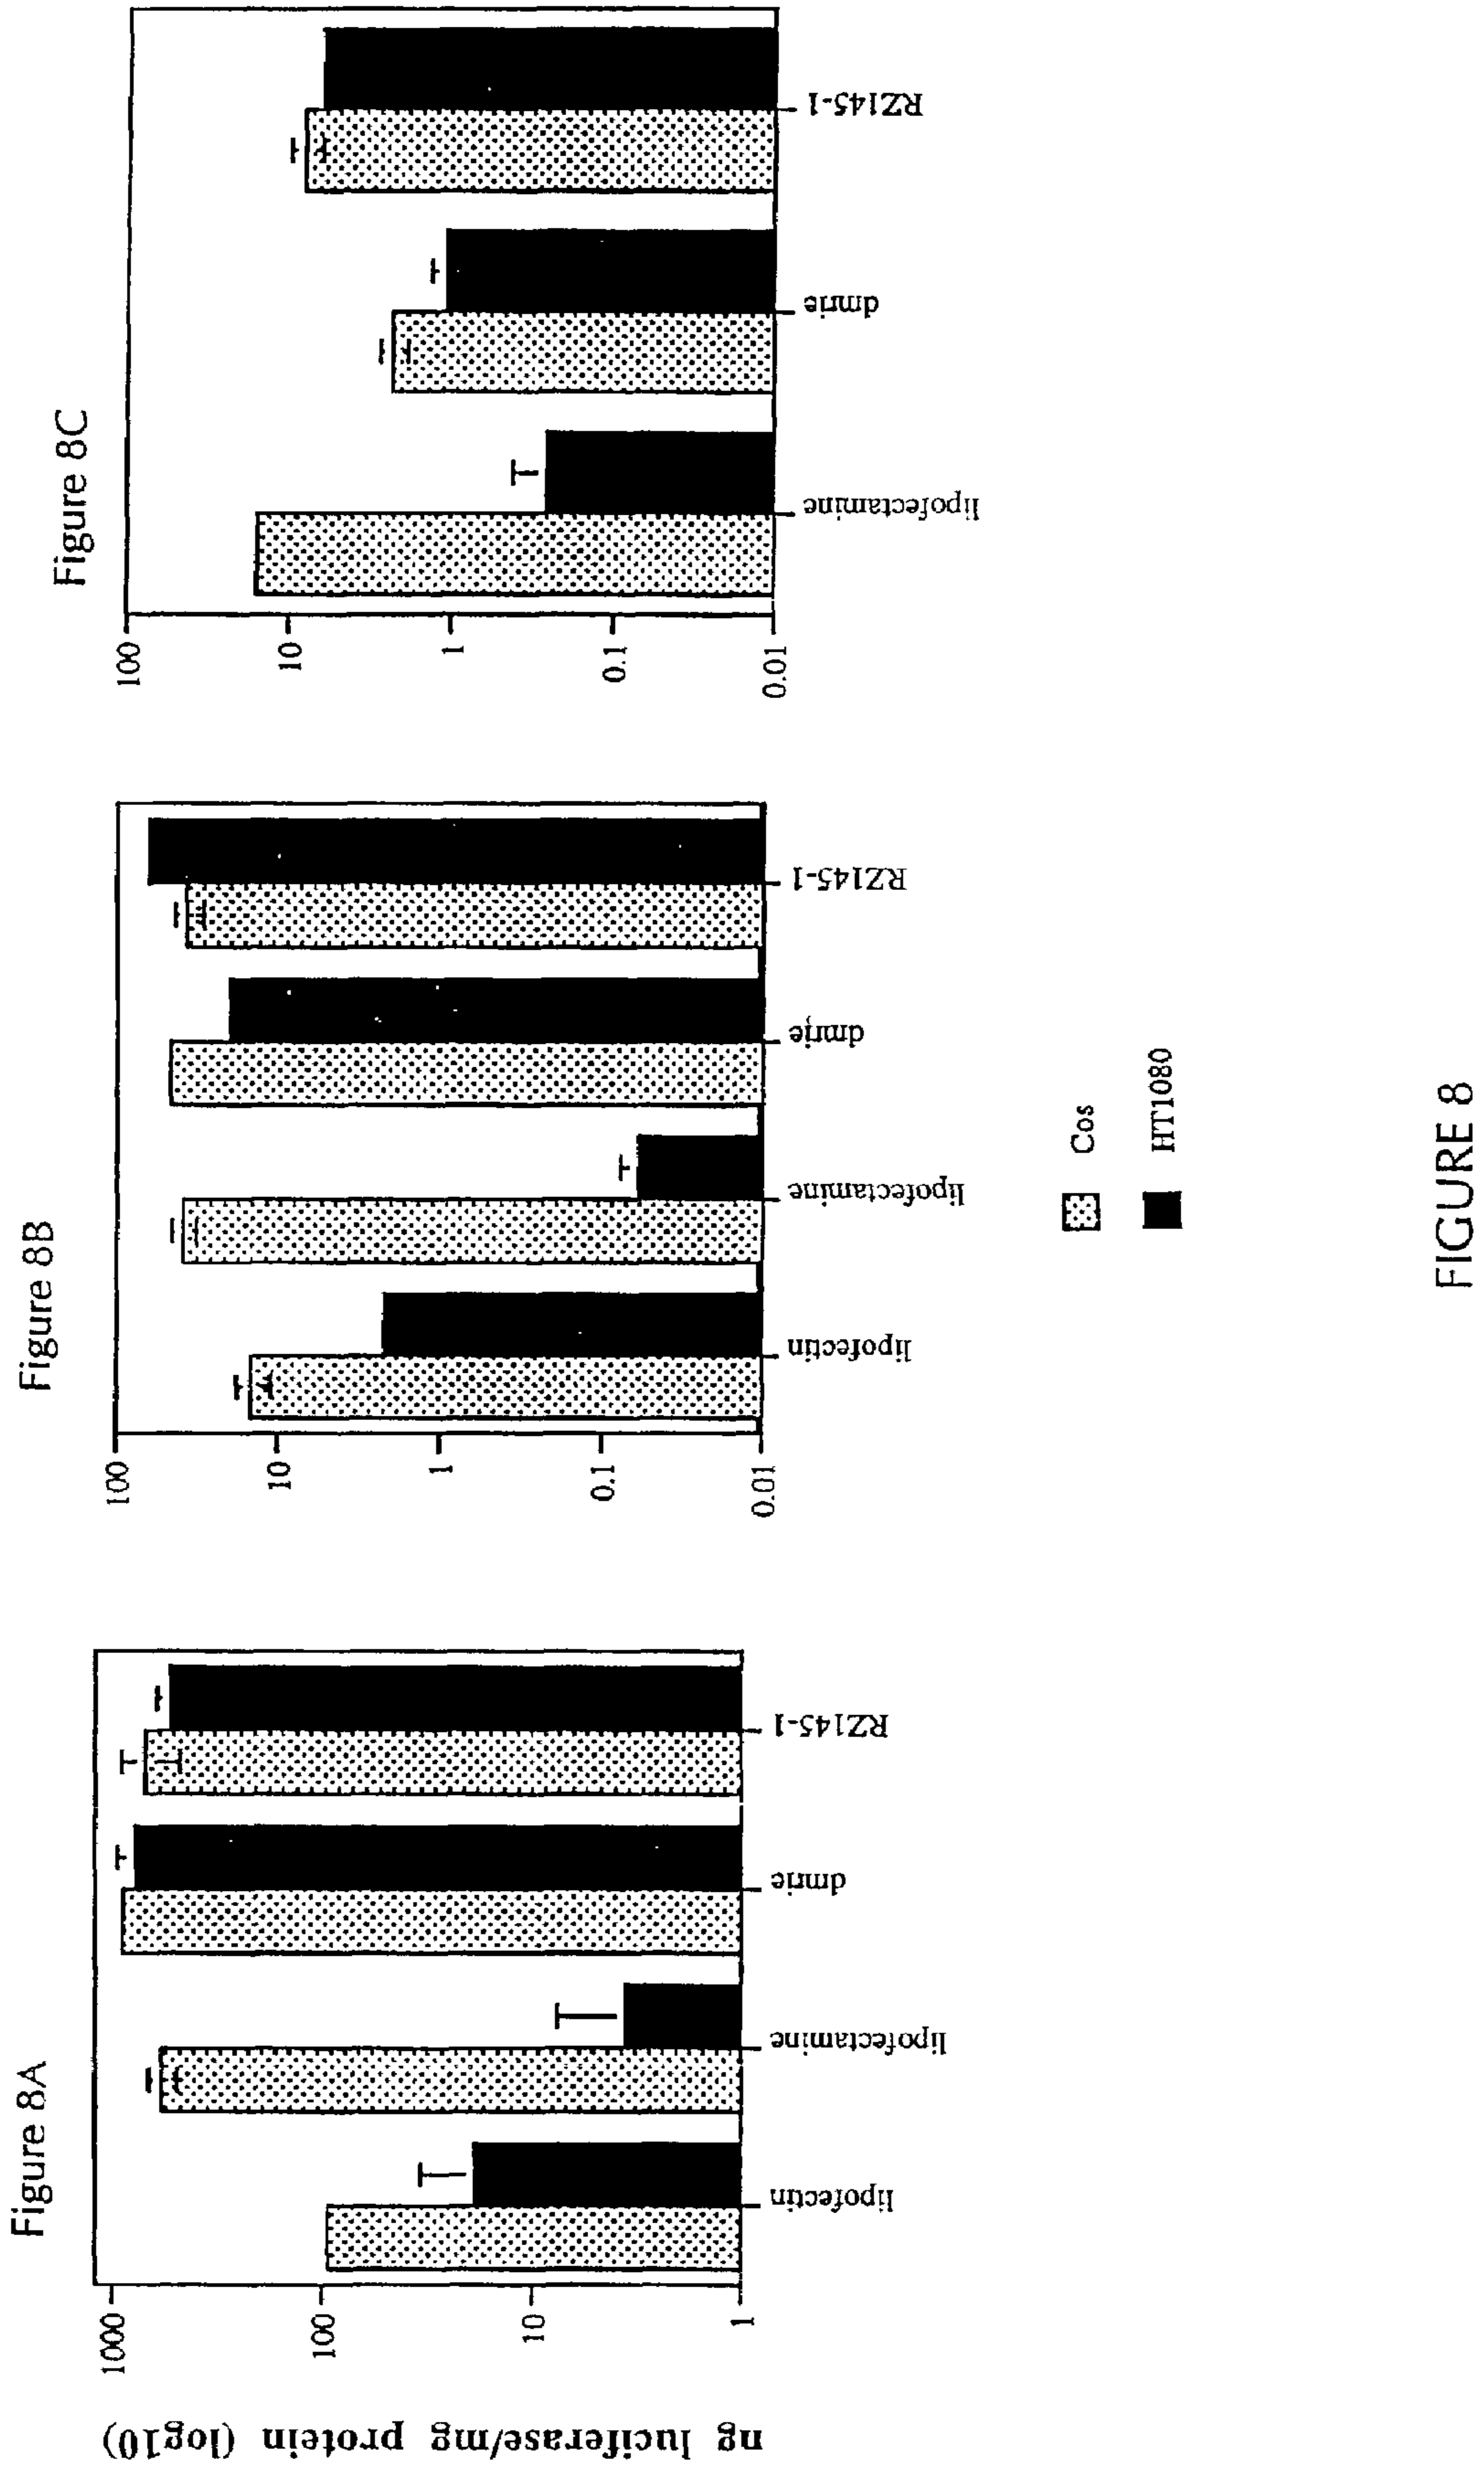 Figure 8A
ng luciferase/mg protein (log10)
1000
100
10
1
lipofectin
lipofectamine
dmrie
RZ145-1
Figure 8B
100
10
1
0.1
0.01
lipofectin
lipofectamine
dmrie
RZ145-1
Figure 8C
100
10
1
0.1
0.01
lipofectamine
dmrie
RZ145-1
Cos
HT1080
FIGURE 8